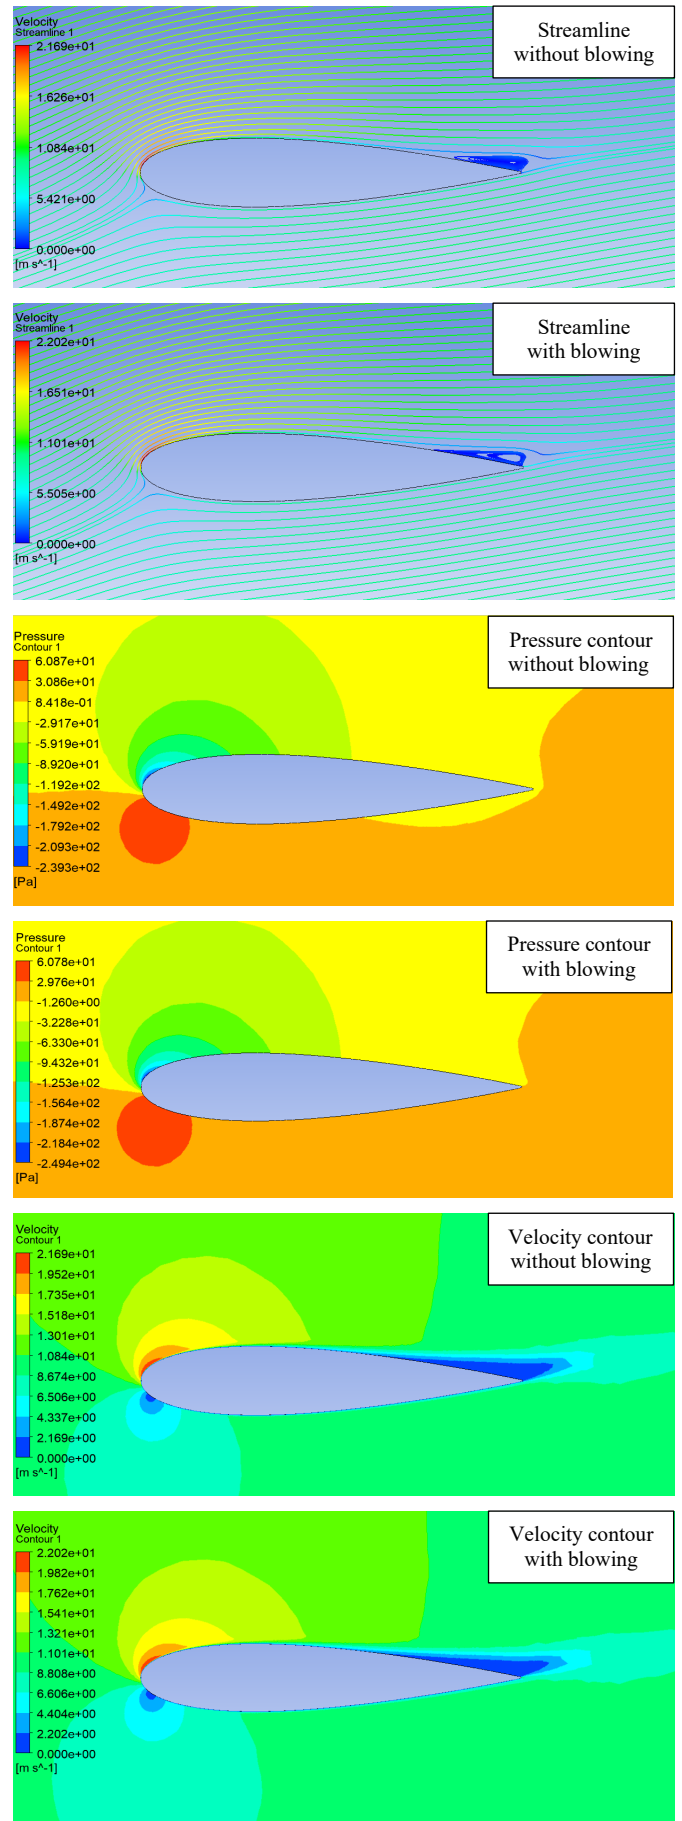 Velocity
Streamline 1
2.169e+01
1.626e+01
1.084e+01
5.421e+00
0.000e+00
[m s^-1]
Streamline
without blowing
Velocity
Streamline 1
2.202e+01
1.651e+01
1.101e+01
5.505e+00
0.000e+00
[m s^-1]
Streamline
with blowing
Pressure
Contour 1
6.087e+01
3.086e+01
8.418e-01
-2.917e+01
-5.919e+01
-8.920e+01
-1.192e+02
-1.492e+02
-1.792e+02
-2.093e+02
-2.393e+02
[Pa]
Pressure contour
without blowing
Pressure
Contour 1
6.078e+01
2.976e+01
-1.260e+00
-3.228e+01
-6.330e+01
-9.432e+01
-1.253e+02
-1.564e+02
-1.874e+02
-2.184e+02
-2.494e+02
[Pa]
Pressure contour
with blowing
Velocity
Contour 1
2.169e+01
1.952e+01
1.735e+01
1.518e+01
1.301e+01
1.084e+01
8.674e+00
6.506e+00
4.337e+00
2.169e+00
0.000e+00
[m s^-1]
Velocity contour
without blowing
Velocity
Contour 1
2.202e+01
1.982e+01
1.762e+01
1.541e+01
1.321e+01
1.101e+01
8.808e+00
6.606e+00
4.404e+00
2.202e+00
0.000e+00
[m s^-1]
Velocity contour
with blowing